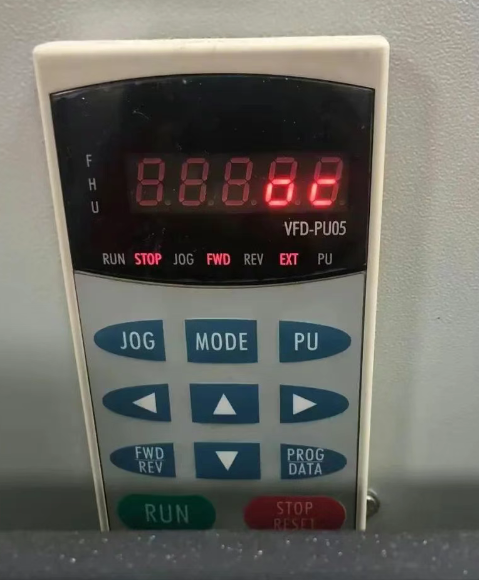 F
H
U
oc
VFD-PU05
RUN STOP JOG FWD REV EXT PU
JOG MODE PU
FWD
REV
PROG
DATA
RUN
STOP
RESET